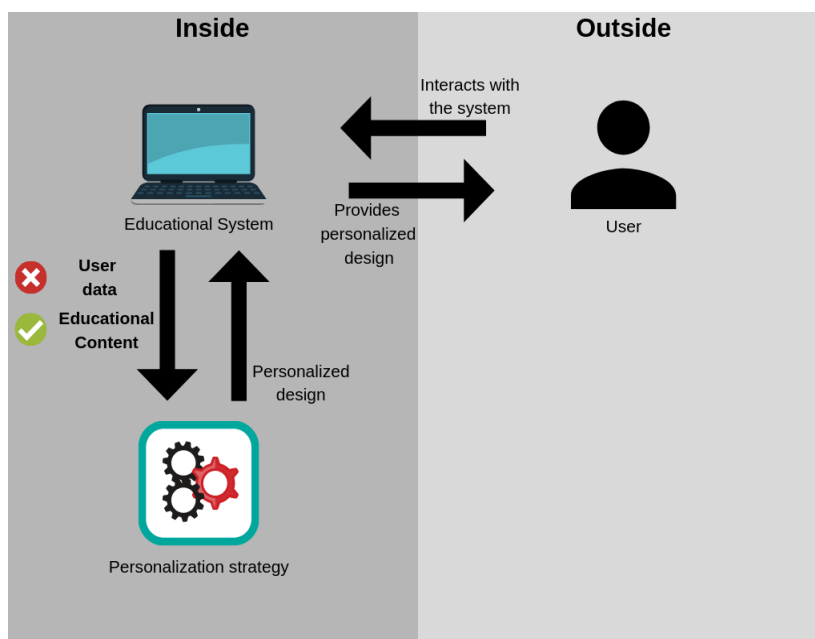 Inside
Outside
Interacts with
the system
Provides
personalized
design
Educational System
User
User
data
Educational
Content
Personalized
design
Personalization strategy